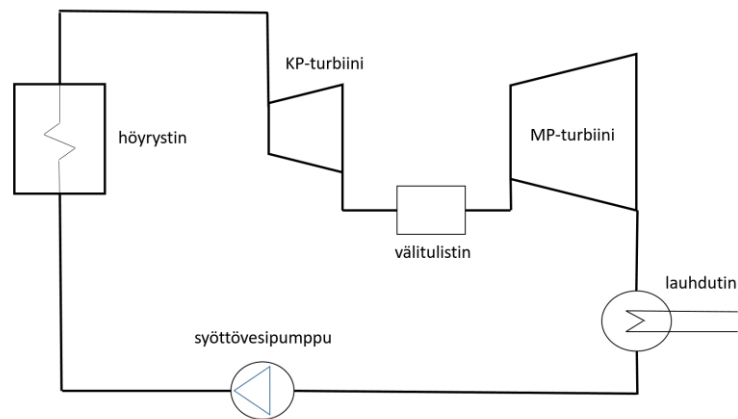 KP-turbiini
höyrystin
MP-turbiini
välitulistin
lauhdutin
syöttövesipumppu